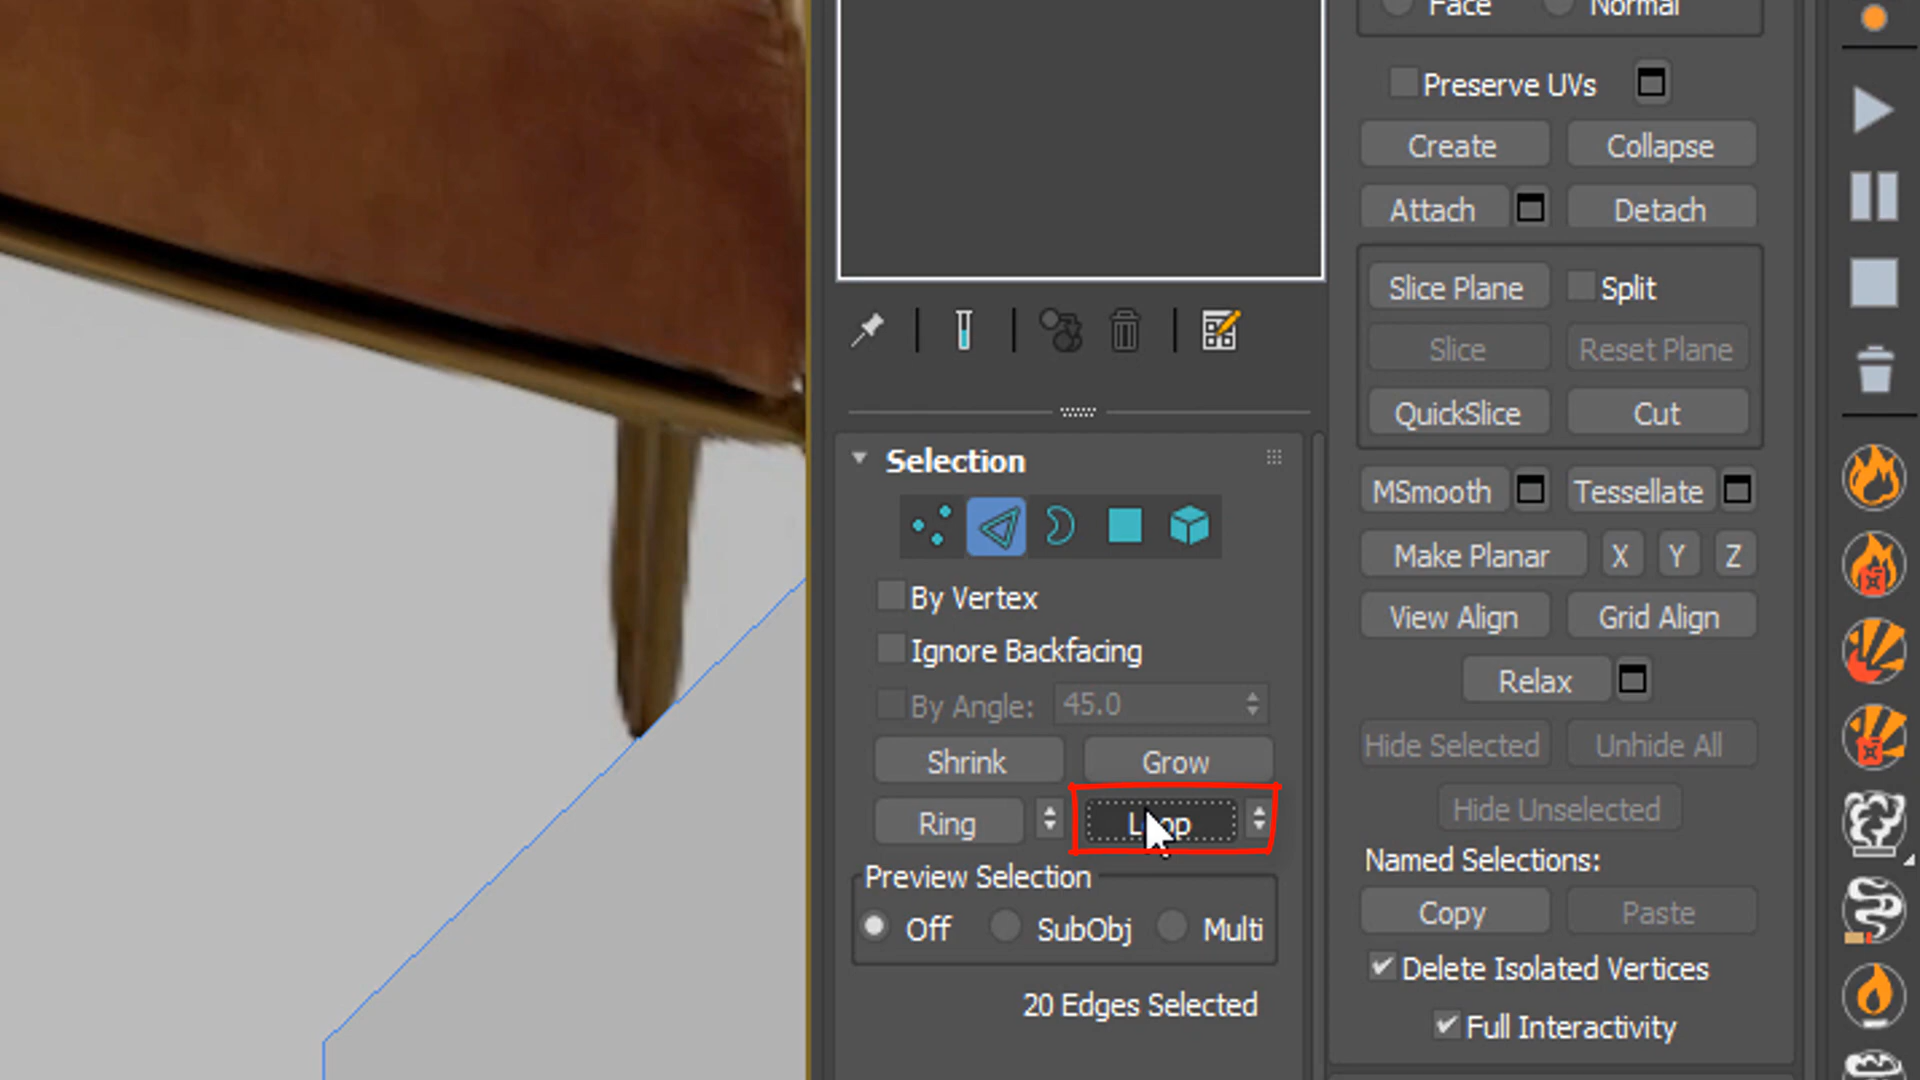 Selection
By Vertex
Ignore Backfacing
By Angle: 45.0
Shrink Grow
Ring Loop
Preview Selection
Off SubObj Multi
20 Edges Selected
Face Normal
Preserve UVs
Create Collapse
Attach Detach
Slice Plane Split
Slice Reset Plane
QuickSlice Cut
MSmooth Tessellate
Make Planar X Y Z
View Align Grid Align
Relax
Hide Selected Unhide All
Hide Unselected
Named Selections:
Copy Paste
Delete Isolated Vertices
Full Interactivity